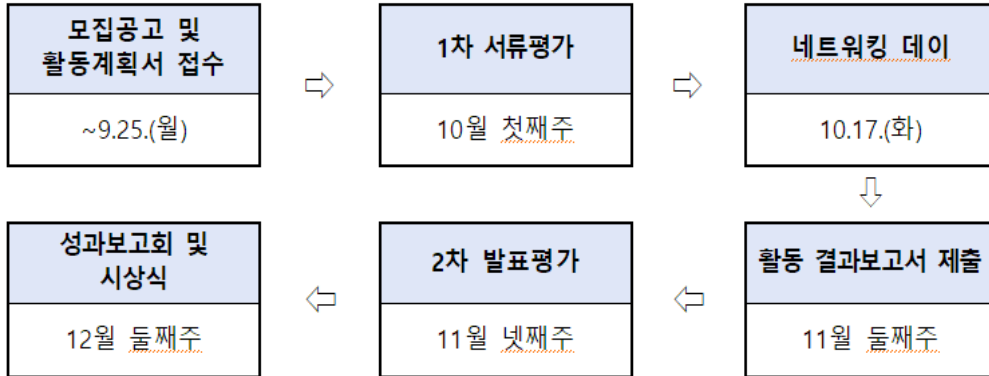 모집공고 및
활동계획서 접수
~9.25.(월)
1차 서류평가
10월 첫째주
네트워킹 데이
10.17.(화)
활동 결과보고서 제출
11월 둘째주
2차 발표평가
11월 넷째주
성과보고회 및
시상식
12월 둘째주